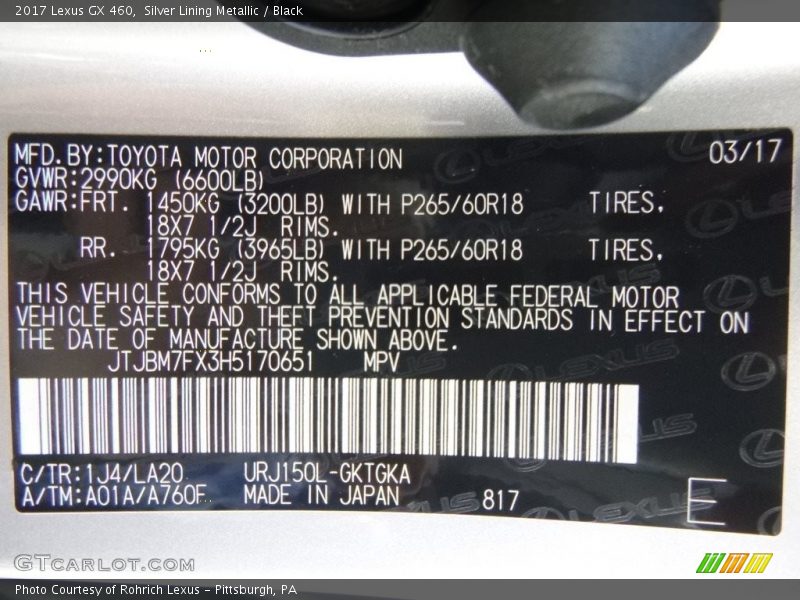 2017 Lexus GX 460, Silver Lining Metallic / Black
MFD.BY:TOYOTA MOTOR CORPORATION 03/17
GVWR:2990KG (6600LB)
GAWR:FRT. 1450KG (3200LB) WITH P265/60R18 TIRES,
18X7 1/2J RIMS.
RR. 1795KG (3965LB) WITH P265/60R18 TIRES,
18X7 1/2J RIMS.
THIS VEHICLE CONFORMS TO ALL APPLICABLE FEDERAL MOTOR
VEHICLE SAFETY AND THEFT PREVENTION STANDARDS IN EFFECT ON
THE DATE OF MANUFACTURE SHOWN ABOVE.
JTJBM7FX3H5170651 MPV
C/TR:1J4/LA20 URJ150L-GKTGKA
A/TM:A01A/A760F MADE IN JAPAN 817 E
GTCARLOT.COM
Photo Courtesy of Rohrich Lexus - Pittsburgh, PA